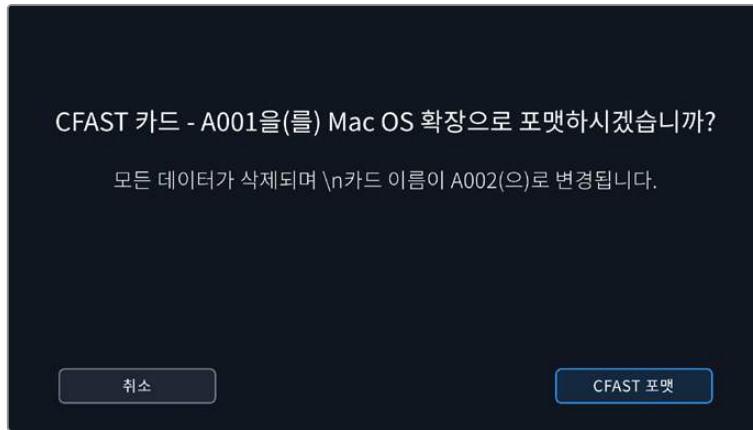 CFAST 카드 - A001을(를) Mac OS 확장으로 포맷하시겠습니까?
모든 데이터가 삭제되며 \n카드 이름이 A002(으)로 변경됩니다.
취소
CFAST 포맷